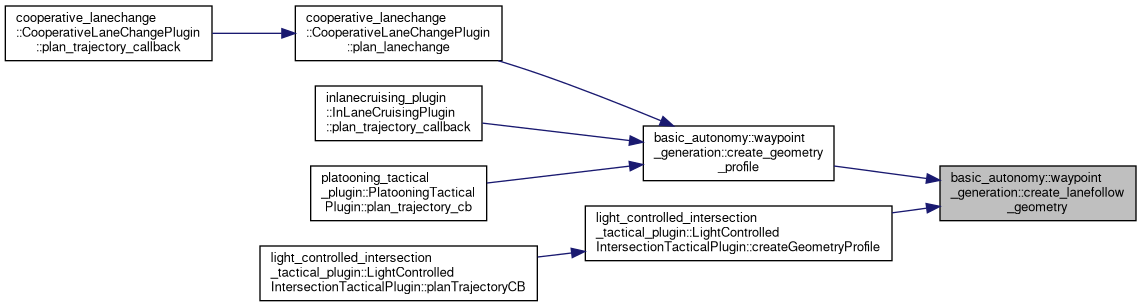 cooperative_lanechange
::CooperativeLaneChangePlugin
::plan_trajectory_callback
cooperative_lanechange
::CooperativeLaneChangePlugin
::plan_lanechange
inlanecruising_plugin
::InLaneCruisingPlugin
::plan_trajectory_callback
platooning_tactical
_plugin::PlatooningTactical
Plugin::plan_trajectory_cb
basic_autonomy::waypoint
_generation::create_geometry
_profile
basic_autonomy::waypoint
_generation::create_lanefollow
_geometry
light_controlled_intersection
_tactical_plugin::LightControlled
IntersectionTacticalPlugin::createGeometryProfile
light_controlled_intersection
_tactical_plugin::LightControlled
IntersectionTacticalPlugin::planTrajectoryCB